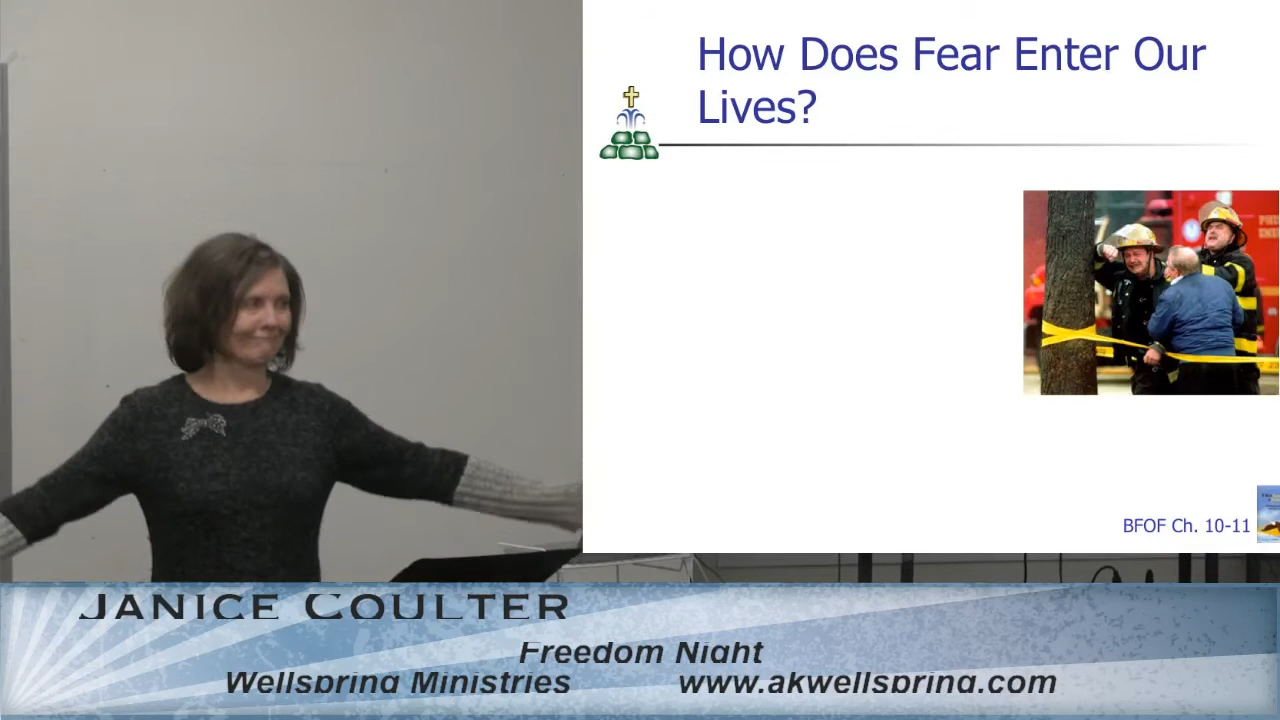 How Does Fear Enter Our
Lives?
BFOF Ch. 10-11
JANICE COULTER
Freedom Night
Wellspring Ministries www.akwellspring.com